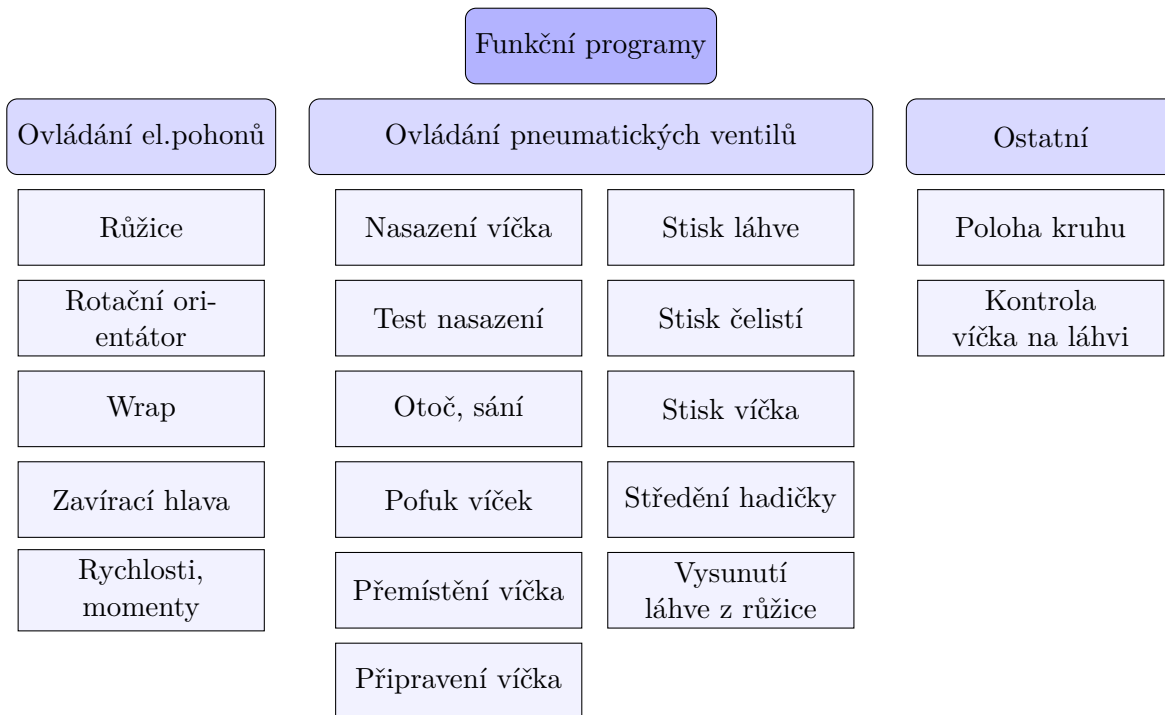 Funkční programy
Ovládání el.pohonů
Ovládání pneumatických ventilů
Ostatní
Růžice
Rotační ori-
entátor
Wrap
Zavírací hlava
Rychlosti,
momenty
Nasazení víčka
Test nasazení
Otoč, sání
Pofuk víček
Přemístění víčka
Připravení víčka
Stisk láhve
Stisk čelistí
Stisk víčka
Středění hadičky
Vysunutí
láhve z růžice
Poloha kruhu
Kontrola
víčka na láhvi